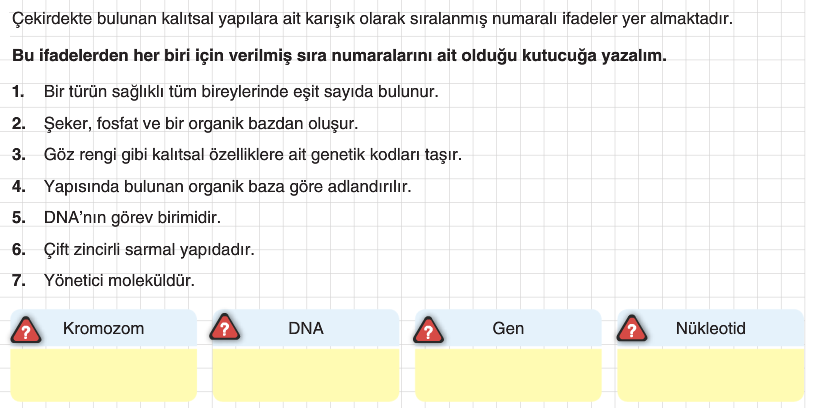 Çekirdekte bulunan kalıtsal yapılara ait karışık olarak sıralanmış numaralı ifadeler yer almaktadır.
Bu ifadelerden her biri için verilmiş sıra numaralarını ait olduğu kutucuğa yazalım.
1. Bir türün sağlıklı tüm bireylerinde eşit sayıda bulunur.
2. Şeker, fosfat ve bir organik bazdan oluşur.
3. Göz rengi gibi kalıtsal özelliklere ait genetik kodları taşır.
4. Yapısında bulunan organik baza göre adlandırılır.
5. DNA'nın görev birimidir.
6. Çift zincirli sarmal yapıdadır.
7. Yönetici moleküldür.
? Kromozom ? DNA ? Gen ? Nükleotid